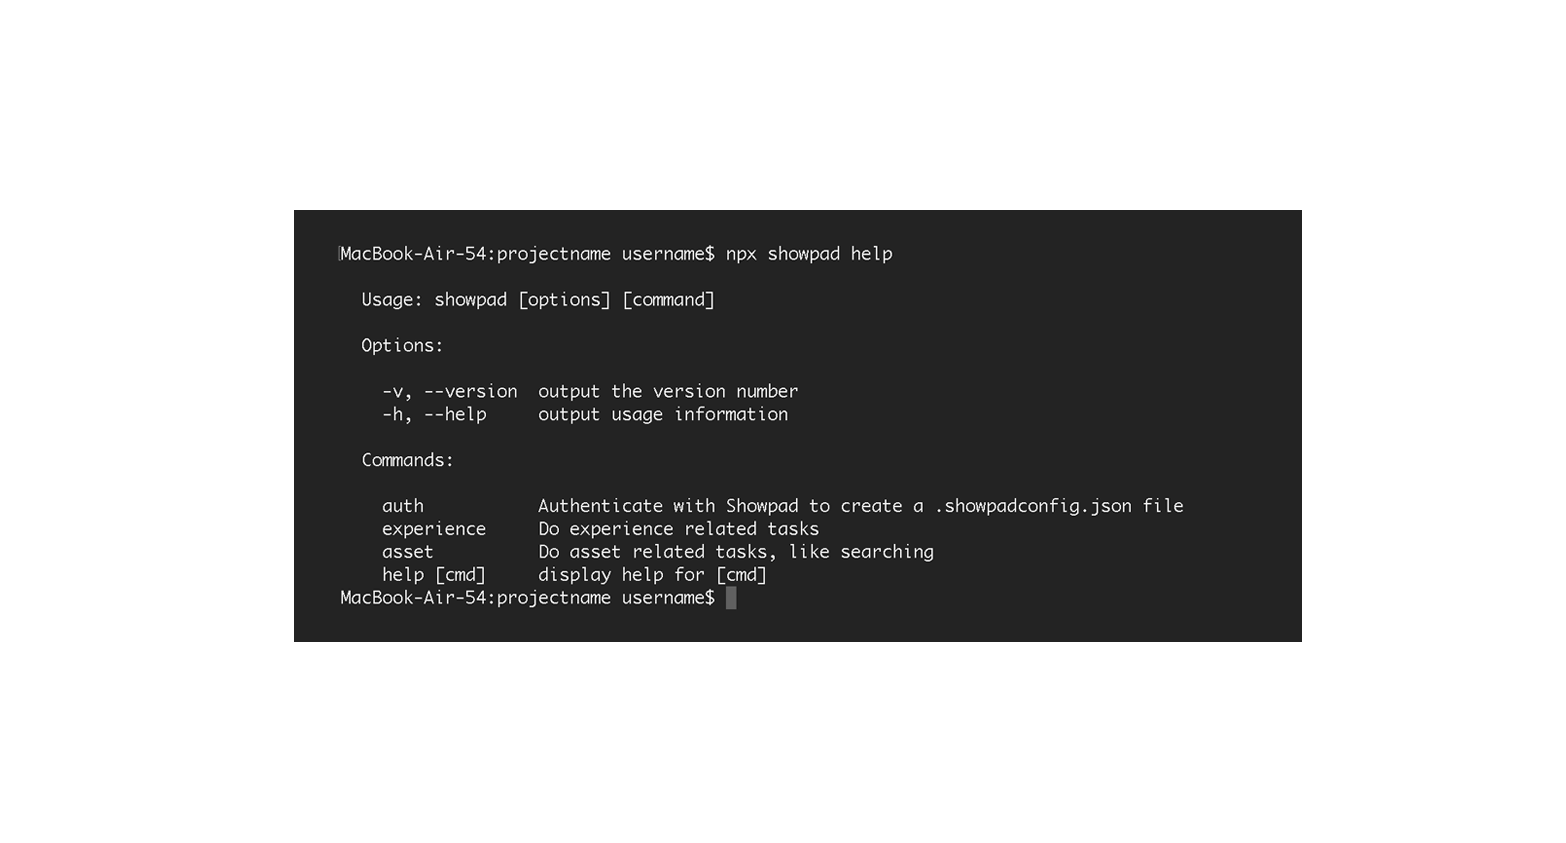 MacBook-Air-54:projectname username$ npx showpad help
Usage: showpad [options] [command]
Options:
-v, --version  output the version number
-h, --help     output usage information
Commands:
auth           Authenticate with Showpad to create a .showpadconfig.json file
experience     Do experience related tasks
asset          Do asset related tasks, like searching
help [cmd]     display help for [cmd]
MacBook-Air-54:projectname username$